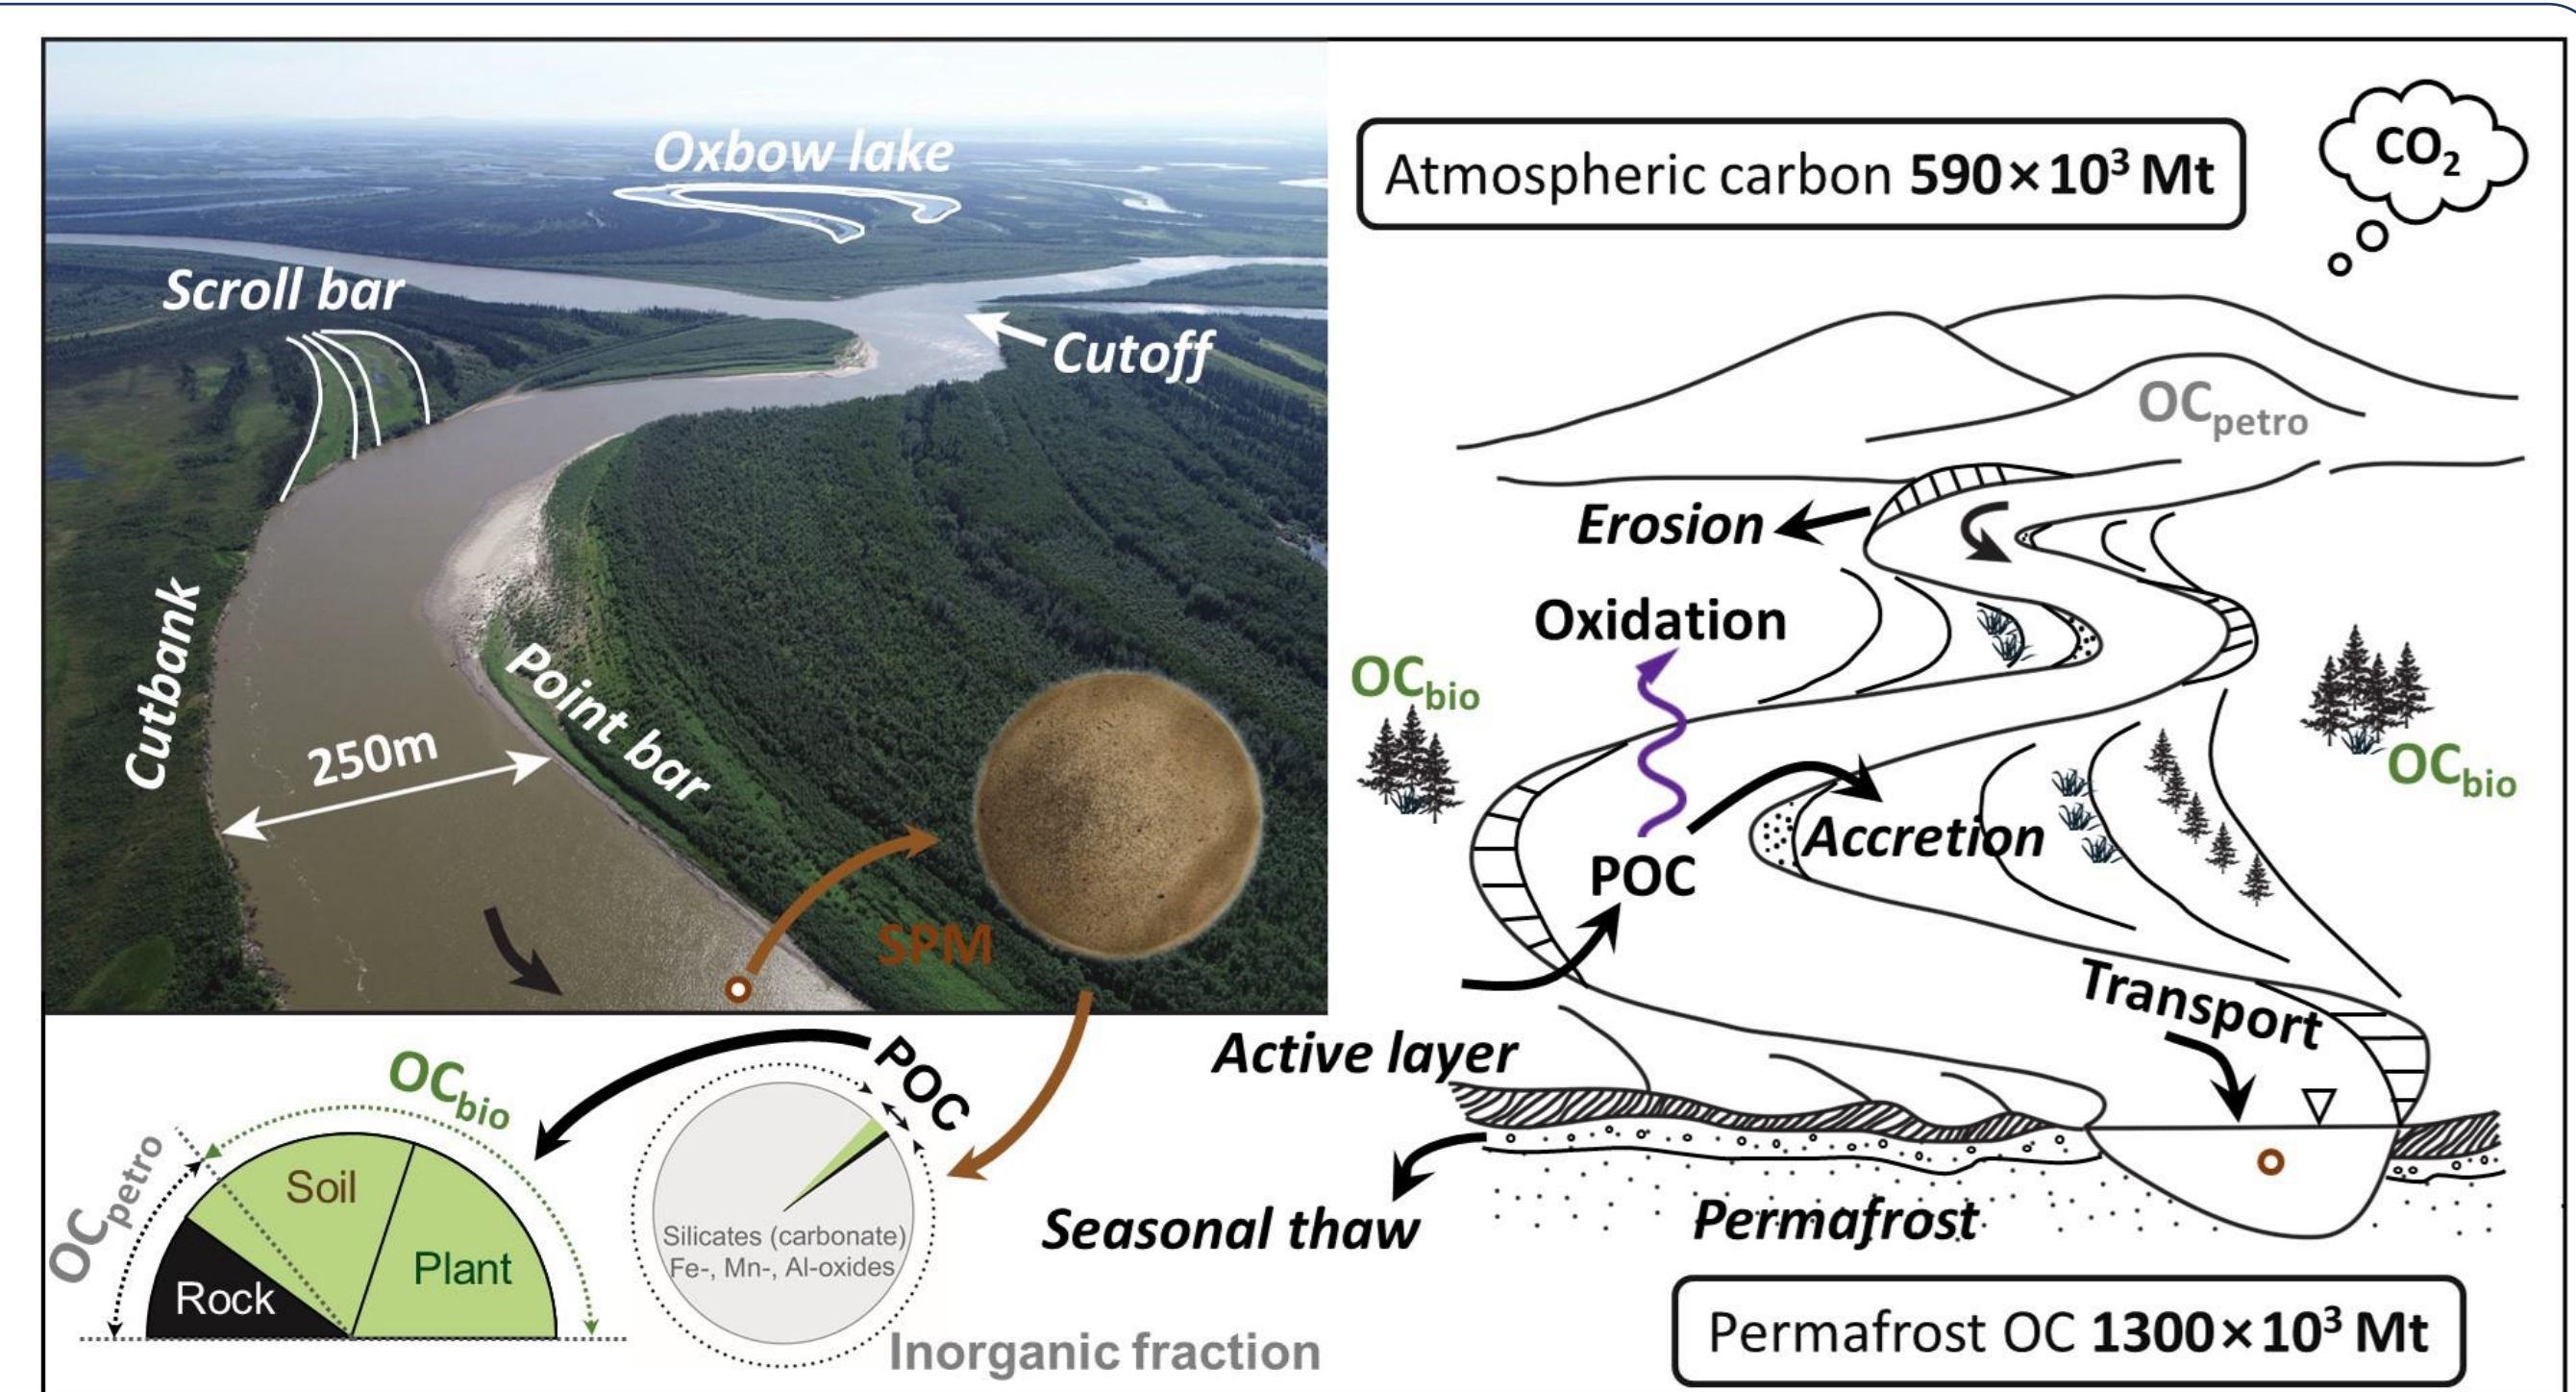 Oxbow lake
Scroll bar
Cutoff
Cutbank
250m
Point bar
SPM
Atmospheric carbon 590×10³ Mt
CO₂
OCpetro
Erosion
Oxidation
OCbio
OCbio
Accretion
POC
Transport
Active layer
Seasonal thaw
Permafrost
Permafrost OC 1300×10³ Mt
POC
OCbio
OCpetro
Soil
Plant
Rock
Silicates (carbonate)
Fe-, Mn-, Al-oxides
Inorganic fraction